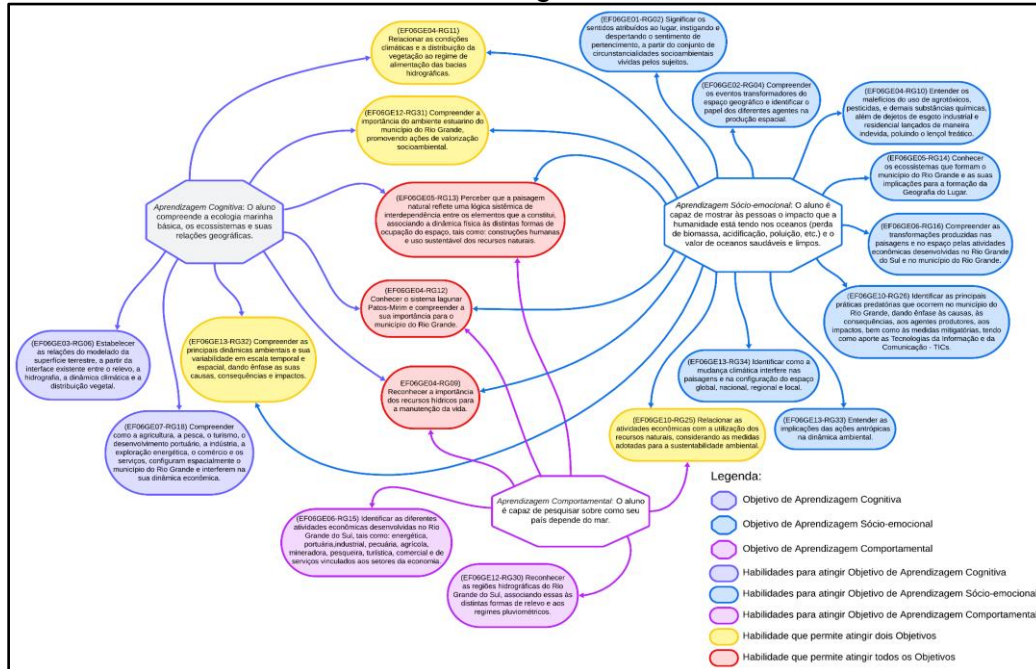 (EF06GE04-RG11)
Relacionar as condições
climáticas e a distribuição da
vegetação ao regime de
alimentação das bacias
hidrográficas.
(EF06GE01-RG02) Significar os
sentidos atribuídos ao lugar, instigando e
despertando o sentimento de
pertencimento, a partir do conjunto de
circunstancialidades socioambientais
vividas pelos sujeitos.
(EF06GE02-RG04) Compreender
os eventos transformadores do
espaço geográfico e identificar o
papel dos diferentes agentes na
produção espacial.
(EF06GE04-RG10) Entender os
malefícios do uso de agrotóxicos,
pesticidas, e demais substâncias químicas,
além de dejetos de esgoto industrial e
residencial lançados de maneira
indevida, poluindo o lençol freático.
(EF06GE12-RG31) Compreender a
importância do ambiente estuarino do
município do Rio Grande,
promovendo ações de valorização
socioambiental.
(EF06GE05-RG14) Conhecer
os ecossistemas que formam o
município do Rio Grande e as suas
implicações para a formação da
Geografia do Lugar.
Aprendizagem Cognitiva: O aluno
compreende a ecologia marinha
básica, os ecossistemas e suas
relações geográficas.
(EF06GE05-RG13) Perceber que a paisagem
natural reflete uma lógica sistêmica de
interdependência entre os elementos que a constitui,
associando a dinâmica física às distintas formas de
ocupação do espaço, tais como: construções humanas
e uso sustentável dos recursos naturais.
Aprendizagem Sócio-emocional: O aluno é
capaz de mostrar às pessoas o impacto que a
humanidade está tendo nos oceanos (perda
de biomassa, acidificação, poluição, etc.) e o
valor de oceanos saudáveis e limpos.
(EF06GE06-RG16) Compreender as
transformações produzidas nas
paisagens e no espaço pelas atividades
econômicas desenvolvidas no Rio Grande
do Sul e no município do Rio Grande.
(EF06GE04-RG12)
Conhecer o sistema lagunar
Patos-Mirim e compreender a
sua importância para o
município do Rio Grande.
(EF06GE10-RG26) Identificar as principais
práticas predatórias que ocorrem no município do
Rio Grande, dando ênfase às causas, às
consequências, aos agentes produtores, aos
impactos, bem como às medidas mitigatórias, tendo
como aporte as Tecnologias da Informação e da
Comunicação - TICs.
(EF06GE03-RG06) Estabelecer
as relações do modelado da
superfície terrestre, a partir da
interface existente entre o relevo, a
hidrografia, a dinâmica climática e a
distribuição vegetal.
(EF06GE13-RG32) Compreender as
principais dinâmicas ambientais e sua
variabilidade em escala temporal e
espacial, dando ênfase as suas
causas, consequências e impactos.
(EF06GE13-RG34) Identificar como a
mudança climática interfere nas
paisagens e na configuração do espaço
global, nacional, regional e local.
EF06GE04-RG09)
Reconhecer a importância
dos recursos hídricos para
a manutenção da vida.
(EF06GE10-RG25) Relacionar as
atividades econômicas com a utilização dos
recursos naturais, considerando as medidas
adotadas para a sustentabilidade ambiental.
(EF06GE13-RG33) Entender as
implicações das ações antrópicas
na dinâmica ambiental.
(EF06GE07-RG18) Compreender
como a agricultura, a pesca, o turismo, o
desenvolvimento portuário, a indústria, a
exploração energética, o comércio e os
serviços, configuram espacialmente o
município do Rio Grande e interferem na
sua dinâmica econômica.
Aprendizagem Comportamental: O aluno
é capaz de pesquisar sobre como seu
país depende do mar.
(EF06GE06-RG15) Identificar as diferentes
atividades econômicas desenvolvidas no Rio
Grande do Sul, tais como: energética,
portuária,industrial, pecuária, agrícola,
mineradora, pesqueira, turística, comercial e de
serviços vinculados aos setores da economia.
(EF06GE12-RG30) Reconhecer
as regiões hidrográficas do Rio
Grande do Sul, associando essas às
distintas formas de relevo e aos
regimes pluviométricos.
Legenda:
Objetivo de Aprendizagem Cognitiva
Objetivo de Aprendizagem Sócio-emocional
Objetivo de Aprendizagem Comportamental
Habilidades para atingir Objetivo de Aprendizagem Cognitiva
Habilidades para atingir Objetivo de Aprendizagem Sócio-emocional
Habilidades para atingir Objetivo de Aprendizagem Comportamental
Habilidade que permite atingir dois Objetivos
Habilidade que permite atingir todos os Objetivos